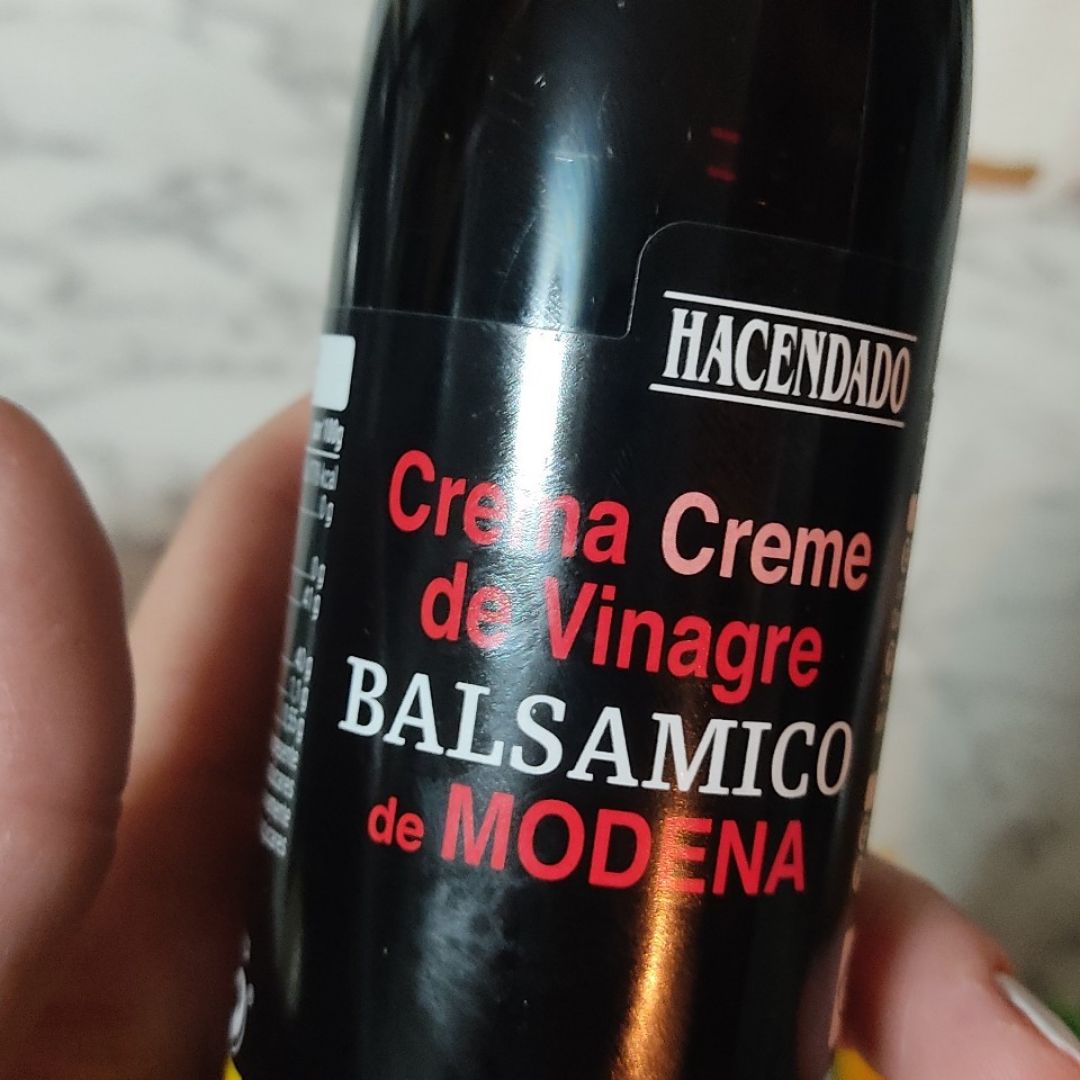 HACENDADO
Crema Creme
de Vinagre
BALSAMICO
de MODENA